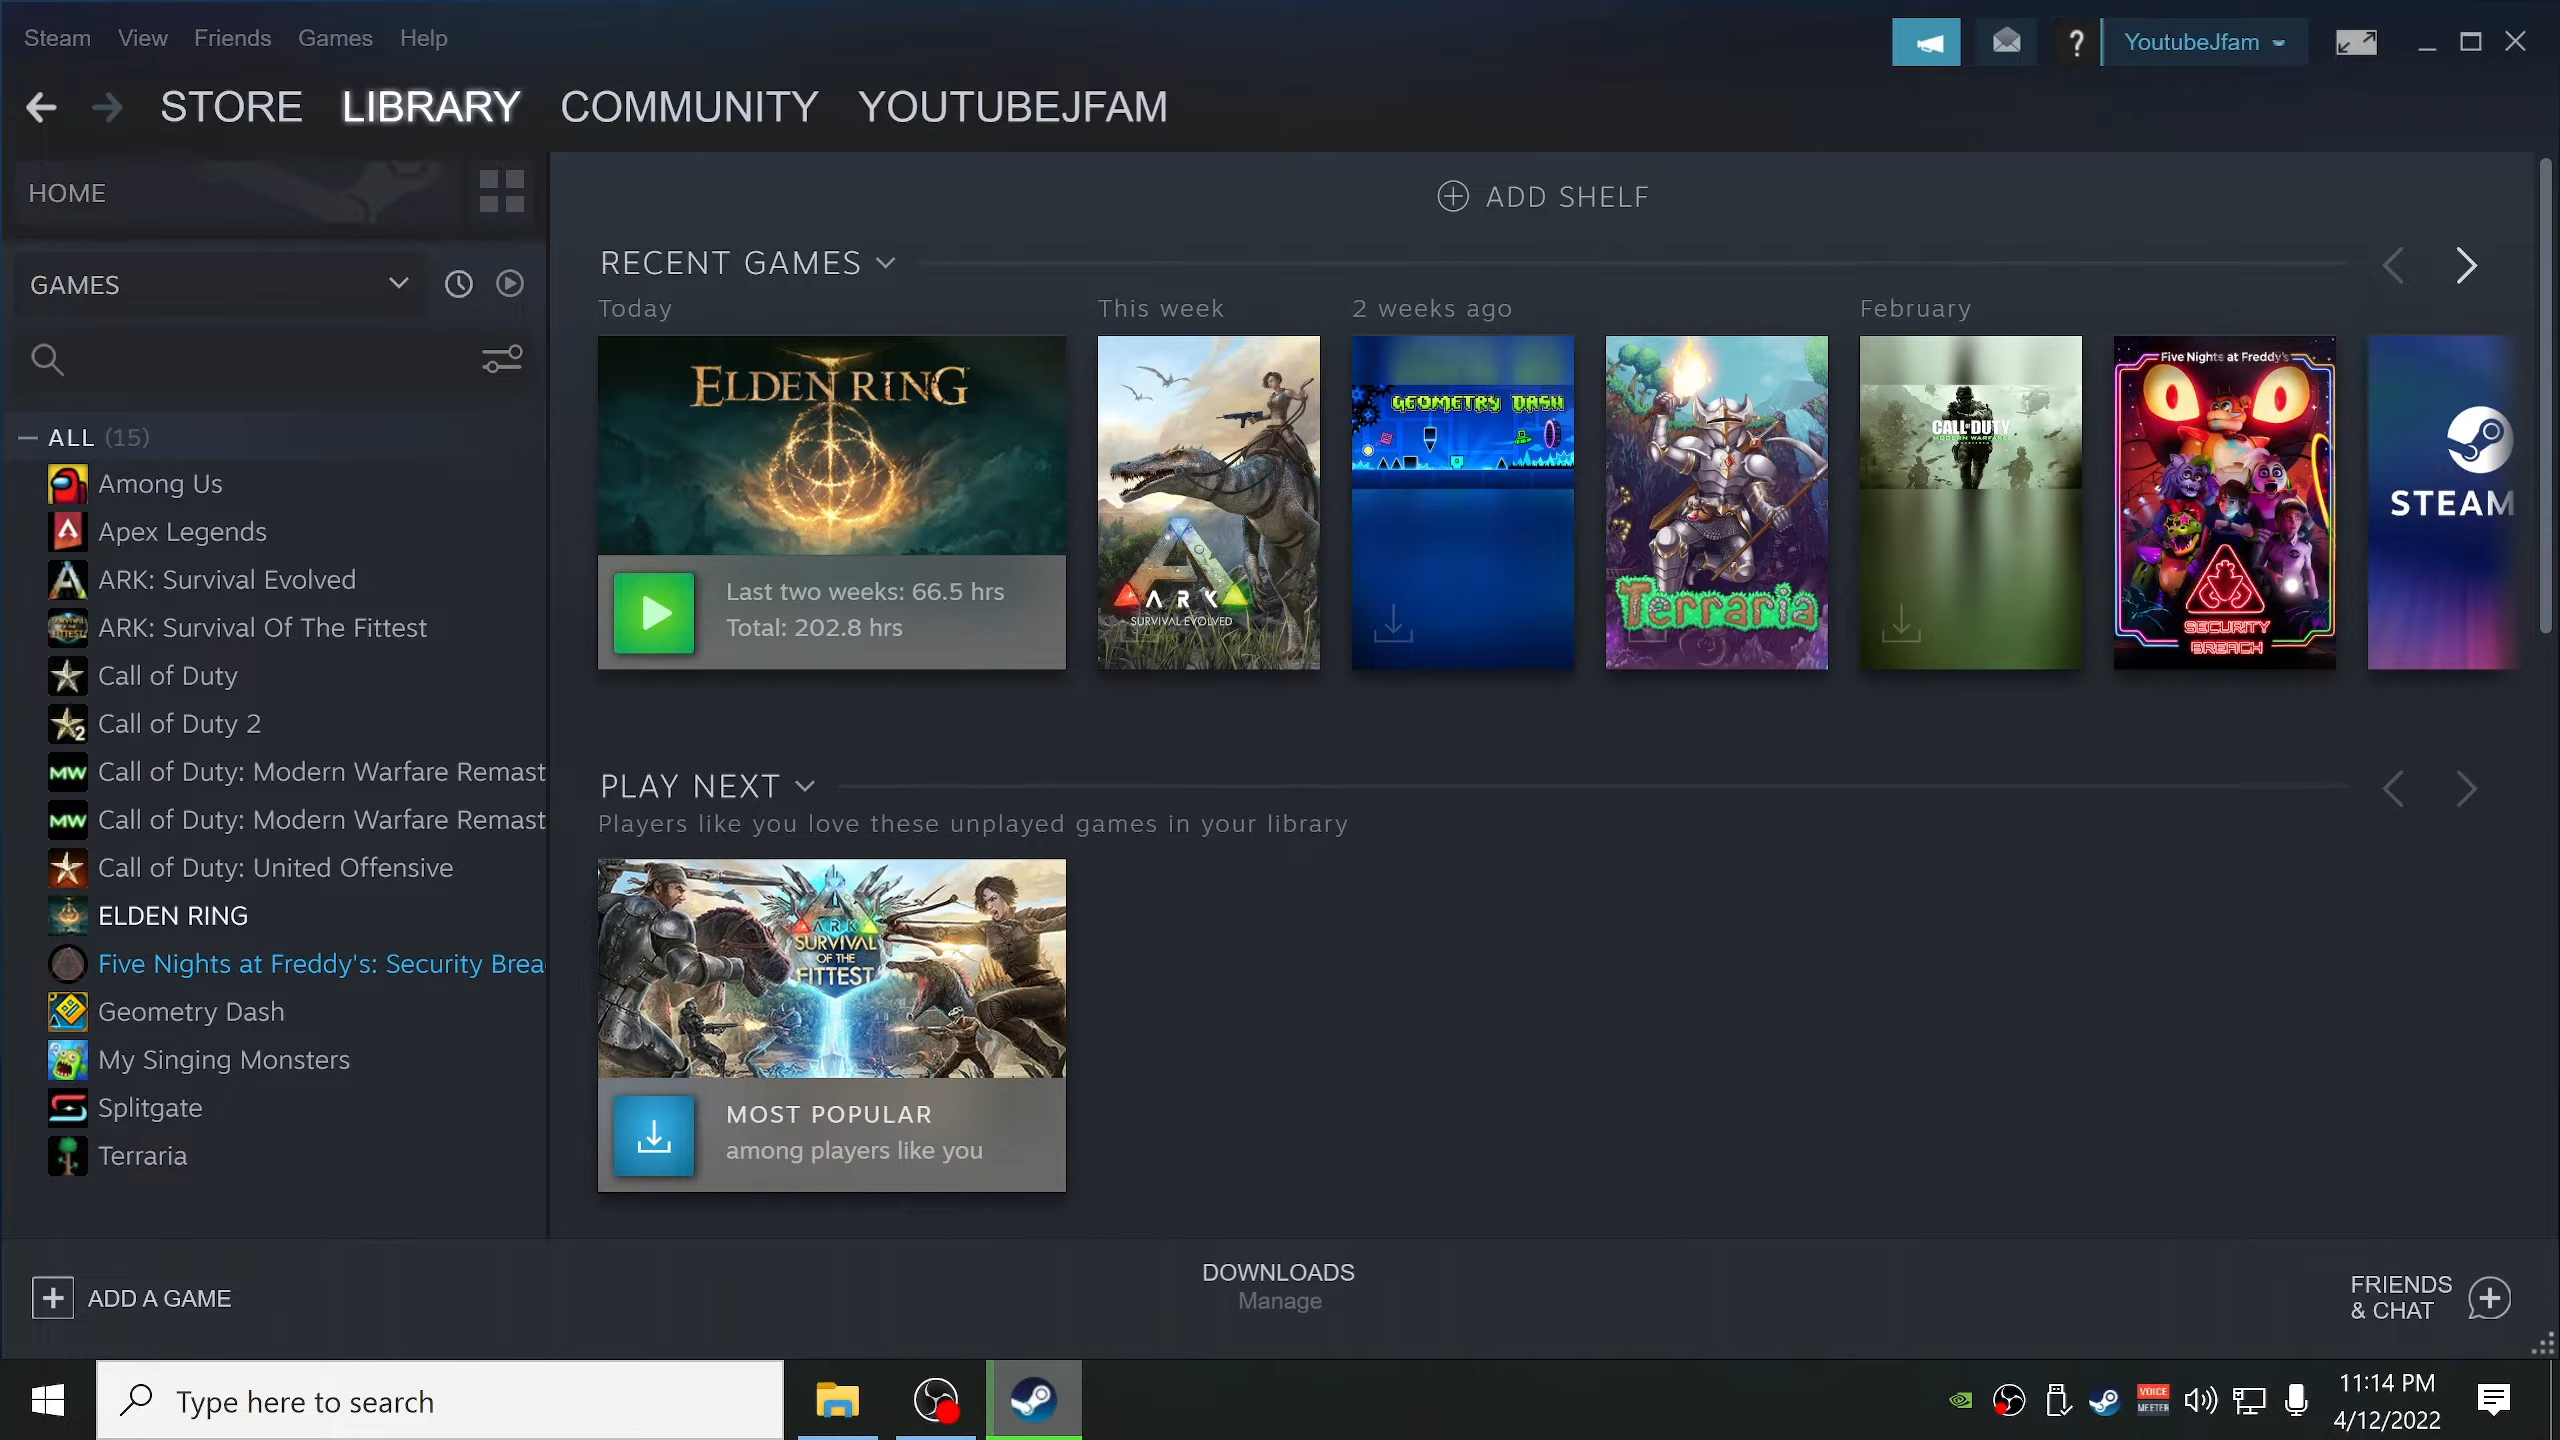 Steam View Friends Games Help
? YoutubeJfam
STORE LIBRARY COMMUNITY YOUTUBEJFAM
HOME
GAMES
ALL (15)
Among Us
Apex Legends
ARK: Survival Evolved
ARK: Survival Of The Fittest
Call of Duty
Call of Duty 2
Call of Duty: Modern Warfare Remast
Call of Duty: Modern Warfare Remast
Call of Duty: United Offensive
ELDEN RING
Five Nights at Freddy's: Security Brea
Geometry Dash
My Singing Monsters
Splitgate
Terraria
ADD SHELF
RECENT GAMES
Today
This week
2 weeks ago
February
ELDEN RING
Last two weeks: 66.5 hrs
Total: 202.8 hrs
ARK
SURVIVAL EVOLVED
GEOMETRY DASH
Terraria
CALL OF DUTY
MODERN WARFARE
Five Nights at Freddy's
SECURITY
BREACH
STEAM
PLAY NEXT
Players like you love these unplayed games in your library
ARK
SURVIVAL
OF THE
FITTEST
MOST POPULAR
among players like you
ADD A GAME
DOWNLOADS
Manage
FRIENDS
& CHAT
Type here to search
VOICE
MEETER
11:14 PM
4/12/2022